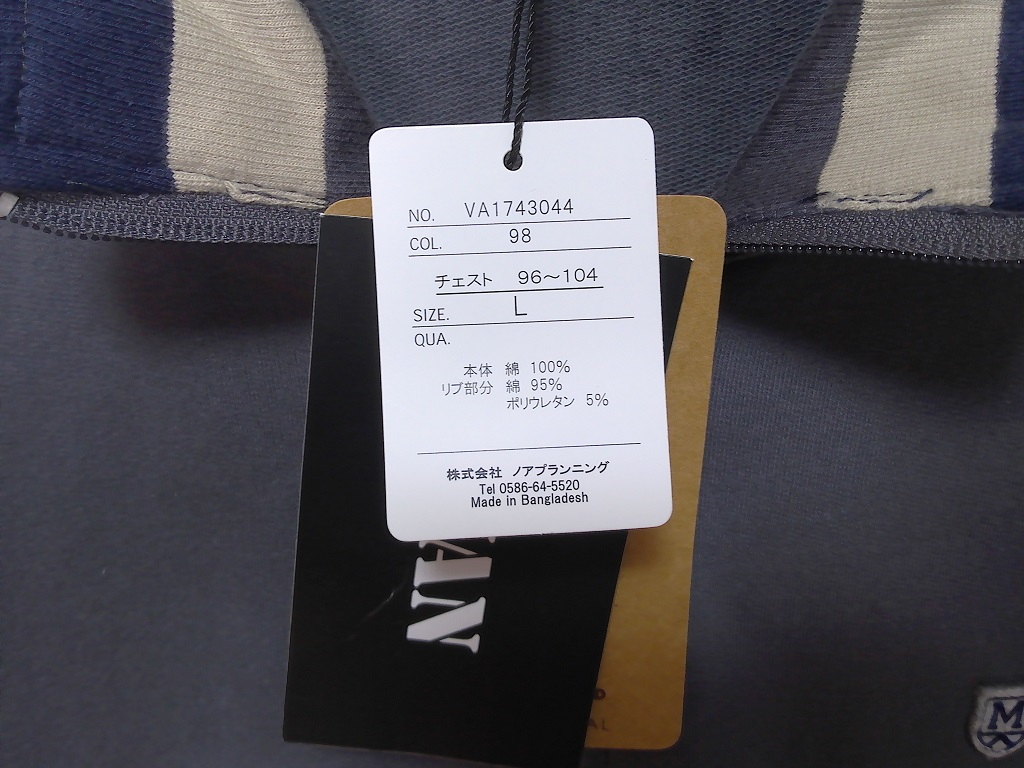 NO. VA1743044
COL. 98
チェスト 96～104
SIZE. L
QUA.
本体 綿 100%
リブ部分 綿 95%
ポリウレタン 5%
株式会社 ノアプランニング
Tel 0586-64-5520
Made in Bangladesh
M